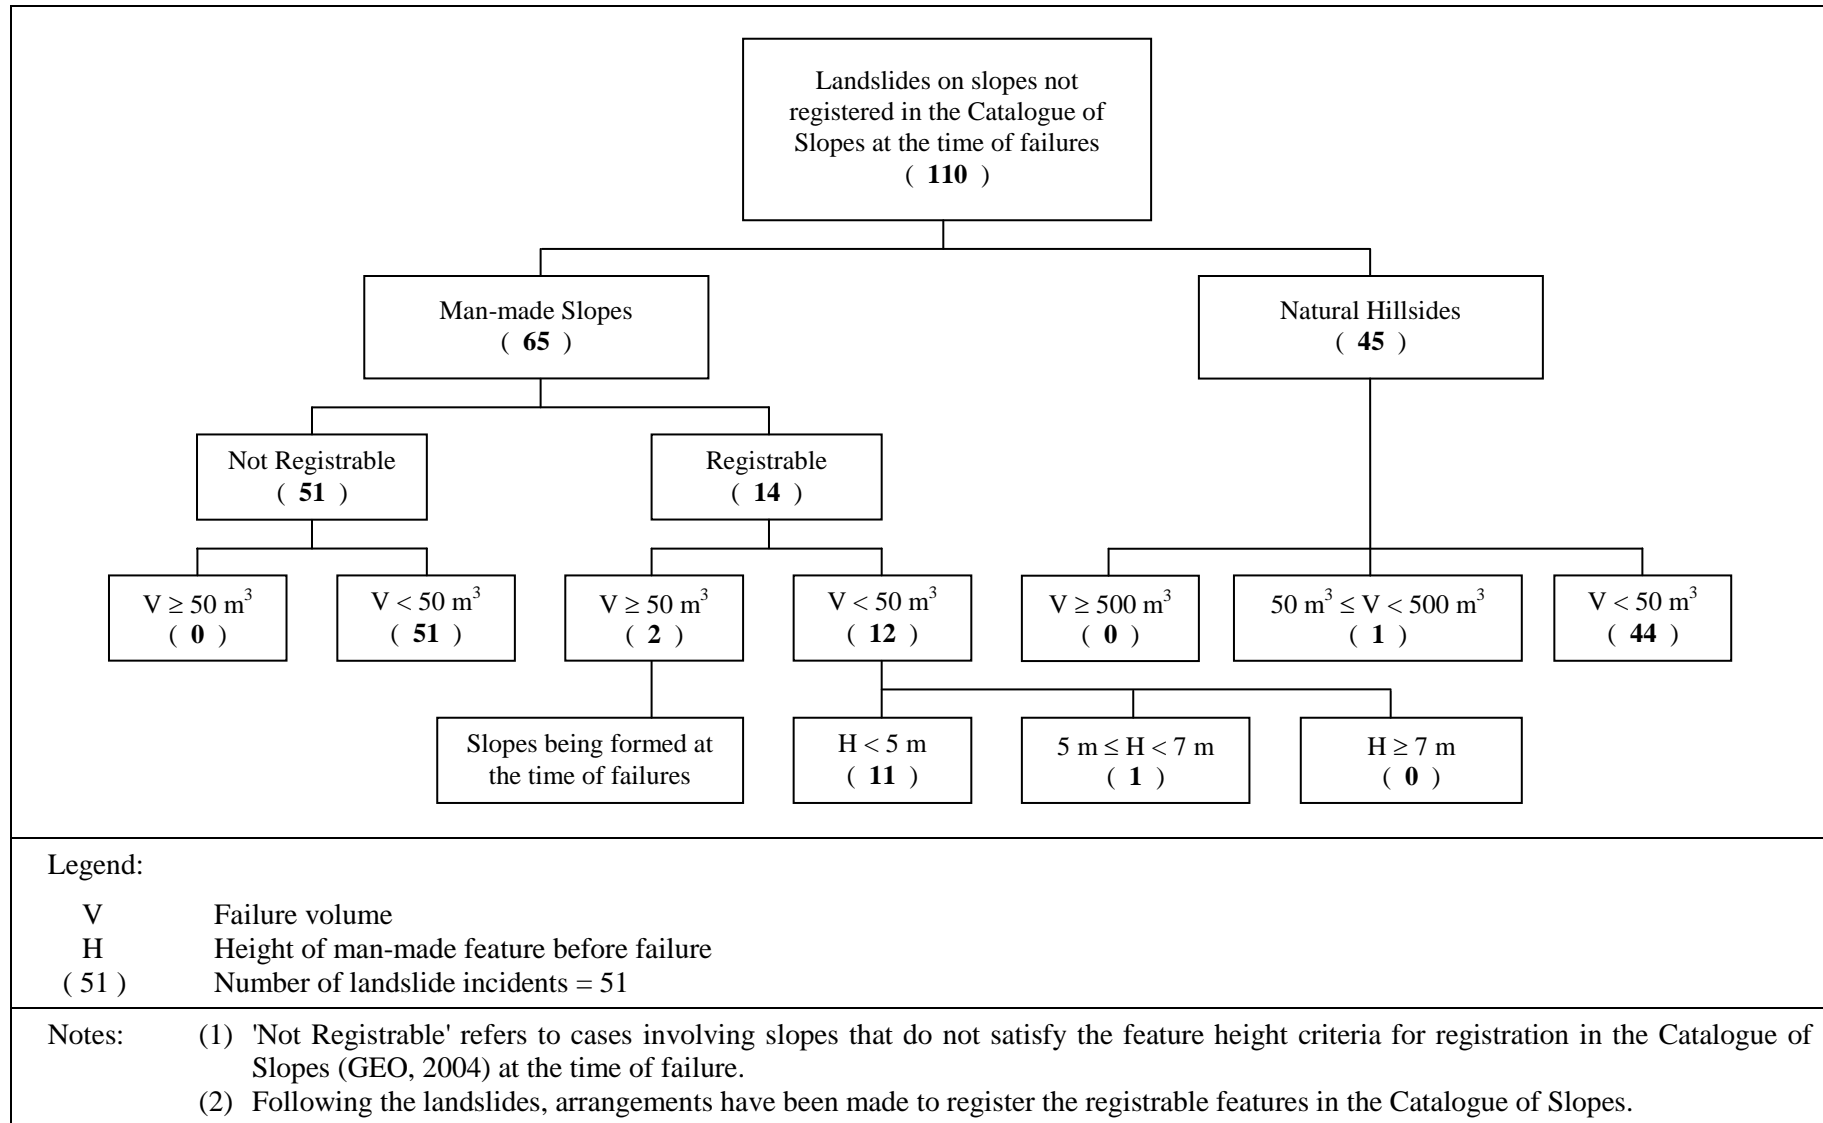 Landslides on slopes not
registered in the Catalogue of
Slopes at the time of failures
( 110 )
Man-made Slopes
( 65 )
Natural Hillsides
( 45 )
Not Registrable
( 51 )
Registrable
( 14 )
V ≥ 50 m³
( 0 )
V < 50 m³
( 51 )
V ≥ 50 m³
( 2 )
V < 50 m³
( 12 )
V ≥ 500 m³
( 0 )
50 m³ ≤ V < 500 m³
( 1 )
V < 50 m³
( 44 )
Slopes being formed at
the time of failures
H < 5 m
( 11 )
5 m ≤ H < 7 m
( 1 )
H ≥ 7 m
( 0 )
Legend:
V Failure volume
H Height of man-made feature before failure
( 51 ) Number of landslide incidents = 51
Notes: (1) 'Not Registrable' refers to cases involving slopes that do not satisfy the feature height criteria for registration in the Catalogue of
Slopes (GEO, 2004) at the time of failure.
(2) Following the landslides, arrangements have been made to register the registrable features in the Catalogue of Slopes.